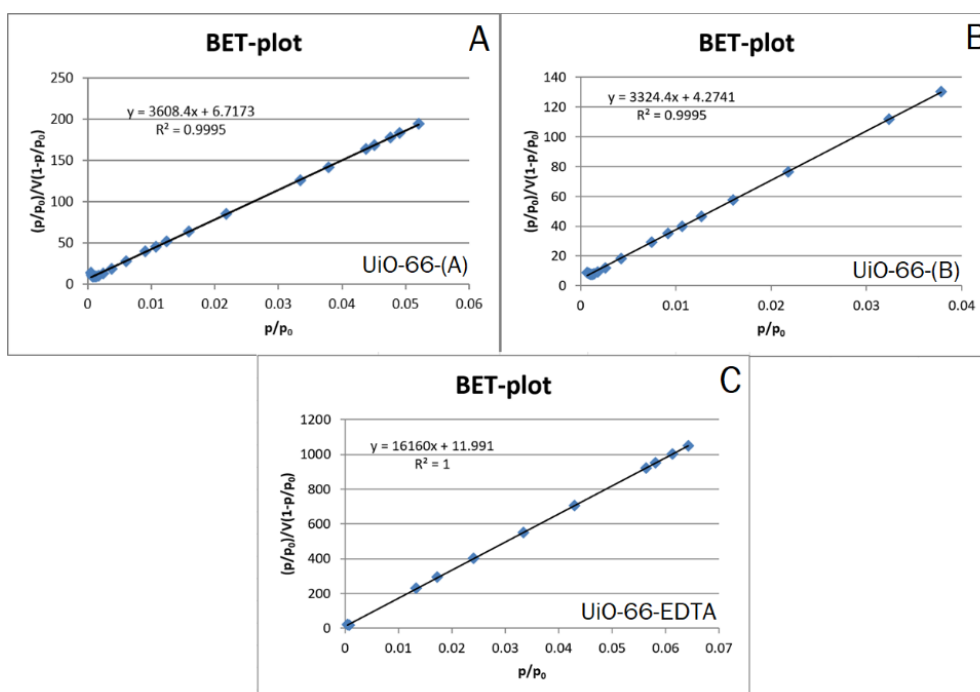 A
BET-plot
(p/p₀)/V(1-p/p₀)
250
200
150
100
50
0
y = 3608.4x + 6.7173
R² = 0.9995
UiO-66-(A)
0 0.01 0.02 0.03 0.04 0.05 0.06
p/p₀
B
BET-plot
(p/p₀)/V(1-p/p₀)
140
120
100
80
60
40
20
0
y = 3324.4x + 4.2741
R² = 0.9995
UiO-66-(B)
0 0.01 0.02 0.03 0.04
p/p₀
C
BET-plot
(p/p₀)/V(1-p/p₀)
1200
1000
800
600
400
200
0
y = 16160x + 11.991
R² = 1
UiO-66-EDTA
0 0.01 0.02 0.03 0.04 0.05 0.06 0.07
p/p₀